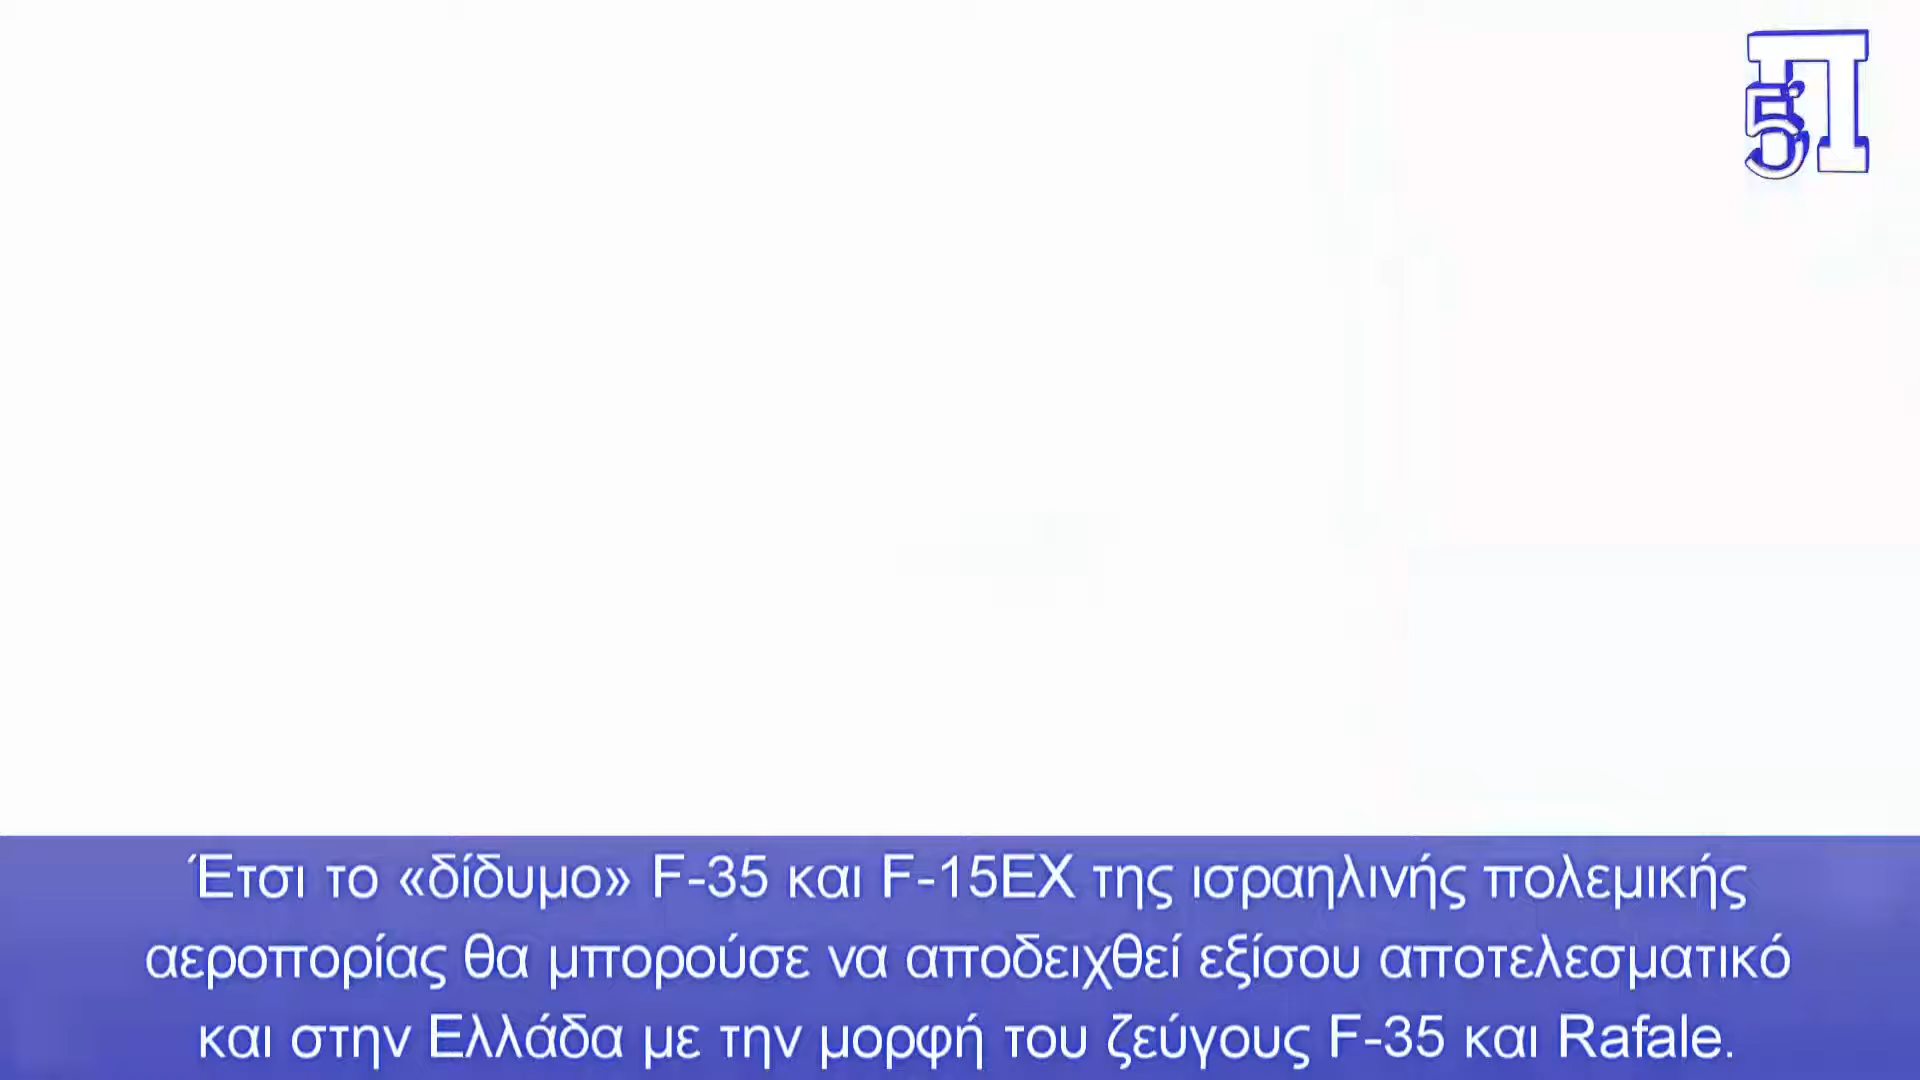 5'Π
Έτσι το «δίδυμο» F-35 και F-15EX της ισραηλινής πολεμικής
αεροπορίας θα μπορούσε να αποδειχθεί εξίσου αποτελεσματικό
και στην Ελλάδα με την μορφή του ζεύγους F-35 και Rafale.